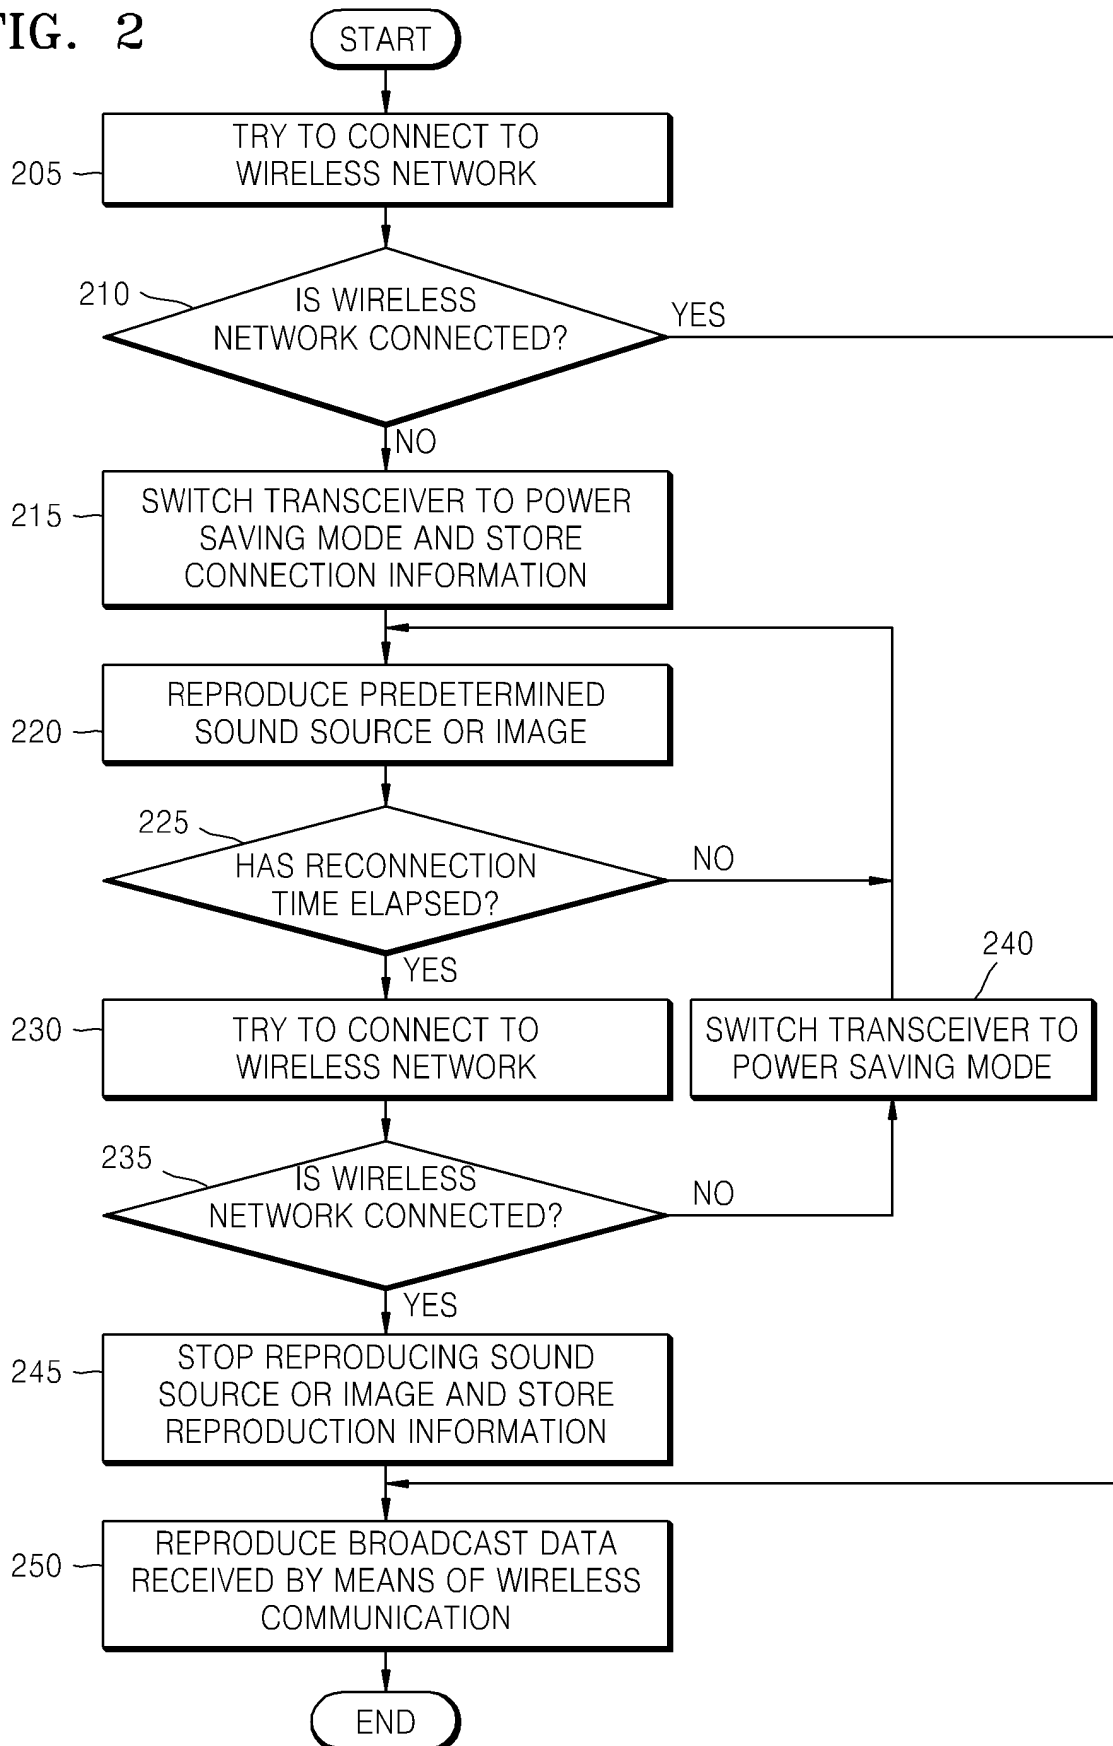 FIG. 2
START
TRY TO CONNECT TO
WIRELESS NETWORK
205
210
IS WIRELESS
NETWORK CONNECTED?
YES
NO
215
SWITCH TRANSCEIVER TO POWER
SAVING MODE AND STORE
CONNECTION INFORMATION
220
REPRODUCE PREDETERMINED
SOUND SOURCE OR IMAGE
225
HAS RECONNECTION
TIME ELAPSED?
NO
YES
240
230
TRY TO CONNECT TO
WIRELESS NETWORK
SWITCH TRANSCEIVER TO
POWER SAVING MODE
235
IS WIRELESS
NETWORK CONNECTED?
NO
YES
245
STOP REPRODUCING SOUND
SOURCE OR IMAGE AND STORE
REPRODUCTION INFORMATION
250
REPRODUCE BROADCAST DATA
RECEIVED BY MEANS OF WIRELESS
COMMUNICATION
END